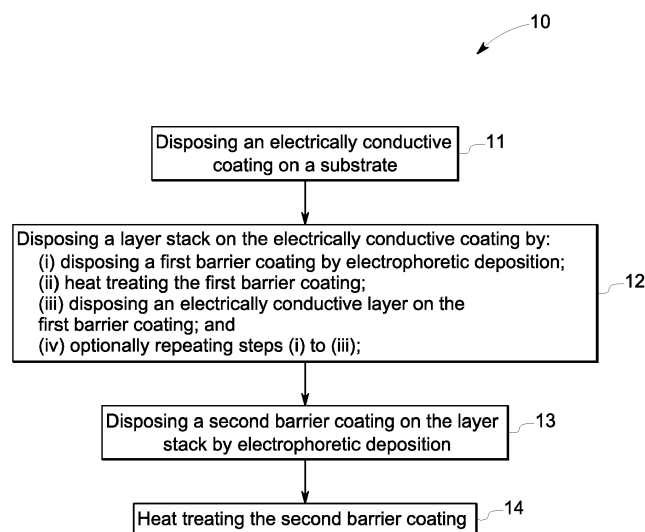 10
Disposing an electrically conductive
coating on a substrate
11
Disposing a layer stack on the electrically conductive coating by:
(i) disposing a first barrier coating by electrophoretic deposition;
(ii) heat treating the first barrier coating;
(iii) disposing an electrically conductive layer on the
first barrier coating; and
(iv) optionally repeating steps (i) to (iii);
12
Disposing a second barrier coating on the layer
stack by electrophoretic deposition
13
Heat treating the second barrier coating
14